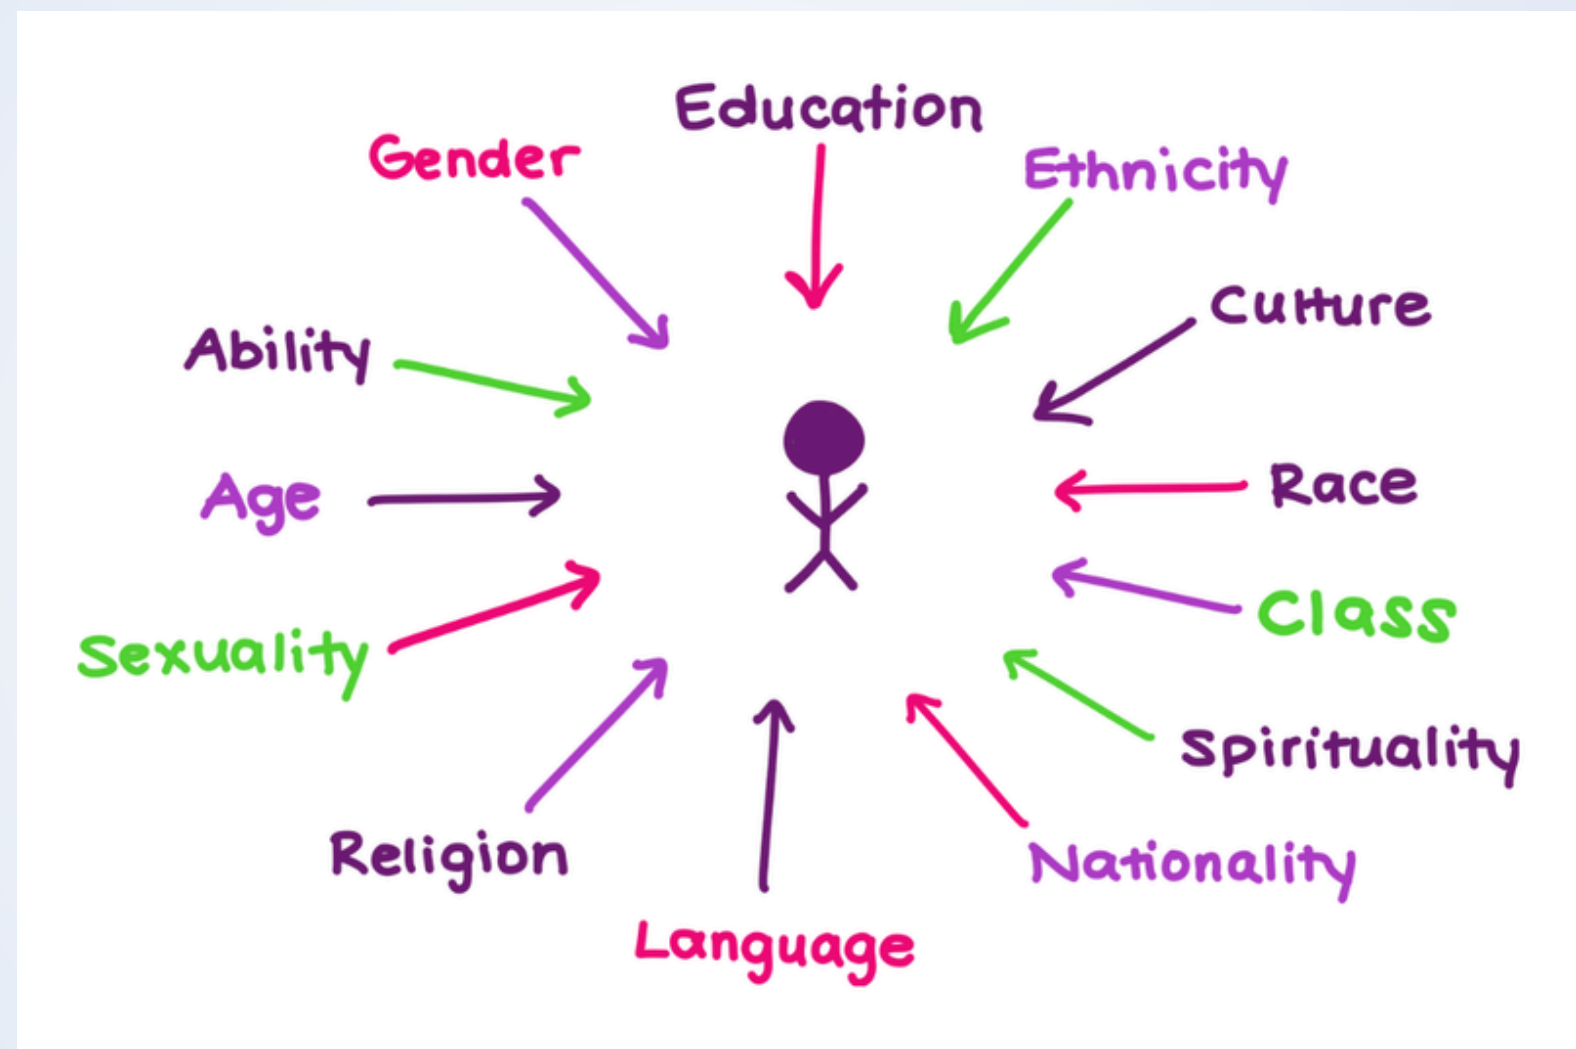 Education
Gender
Ethnicity
Culture
Ability
Race
Age
Class
Sexuality
Spirituality
Religion
Nationality
Language